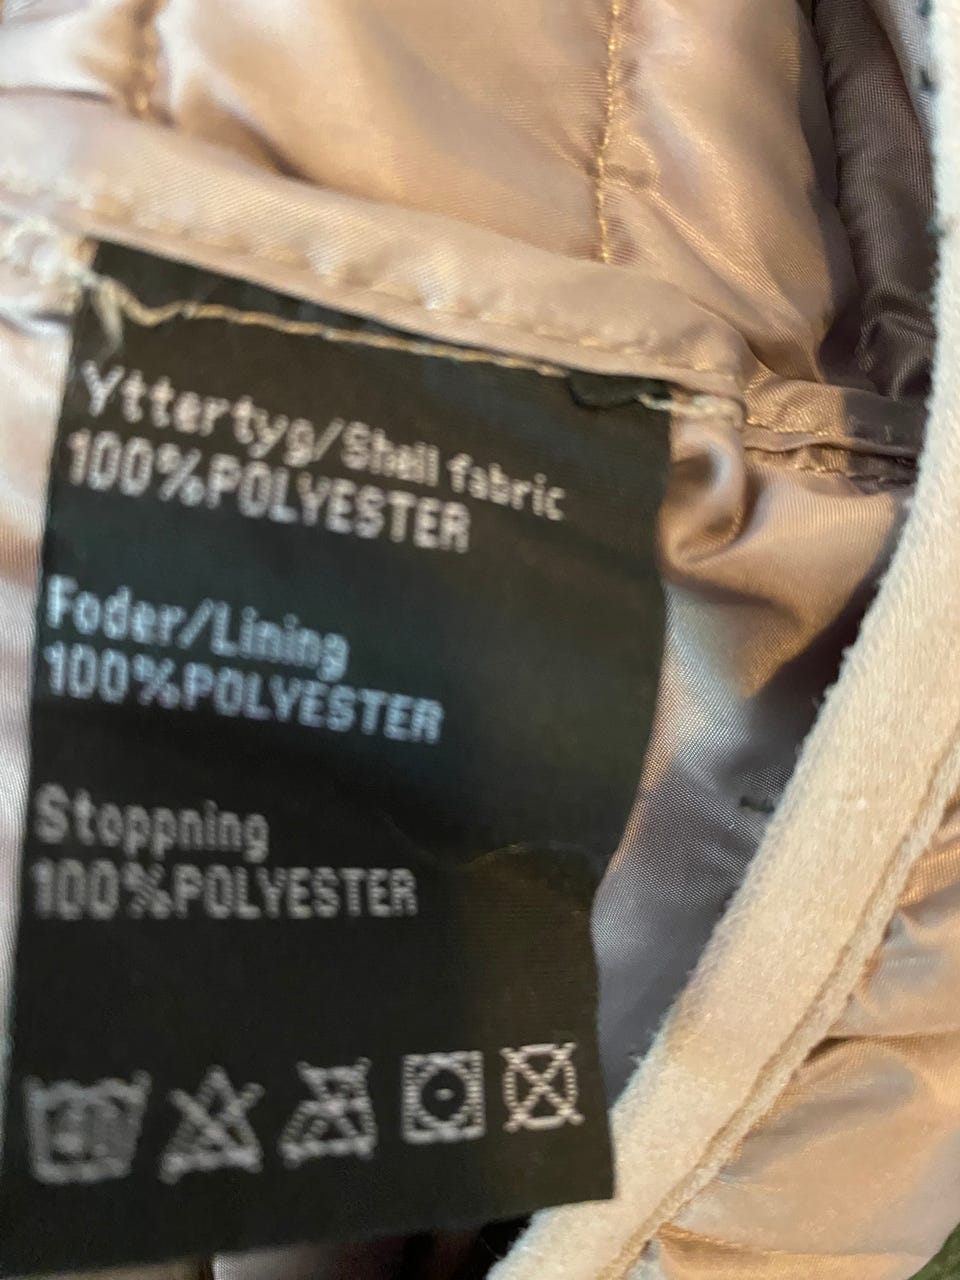 Yttertyg/Shell fabric
100%POLYESTER
Foder/Lining
100%POLYESTER
Stoppning
100%POLYESTER